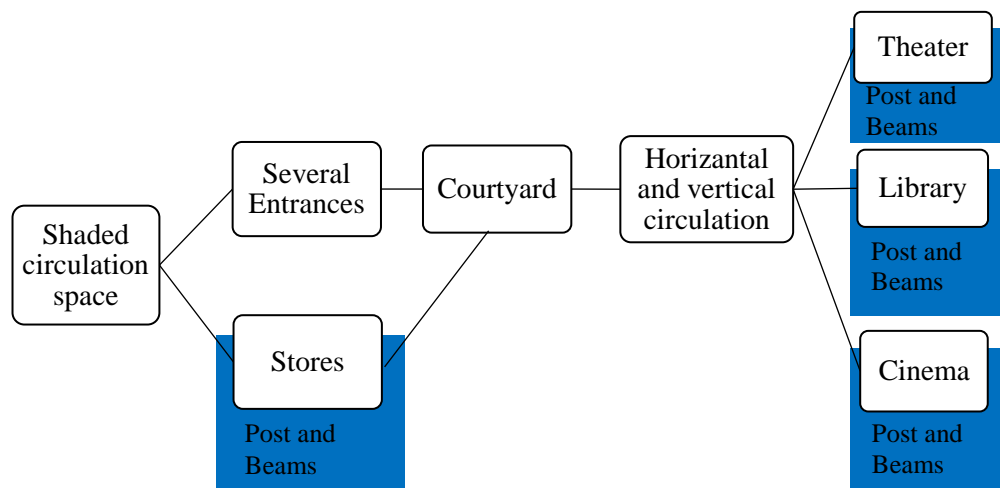 Shaded
circulation
space
Several
Entrances
Stores
Post and
Beams
Courtyard
Horizantal
and vertical
circulation
Theater
Post and
Beams
Library
Post and
Beams
Cinema
Post and
Beams